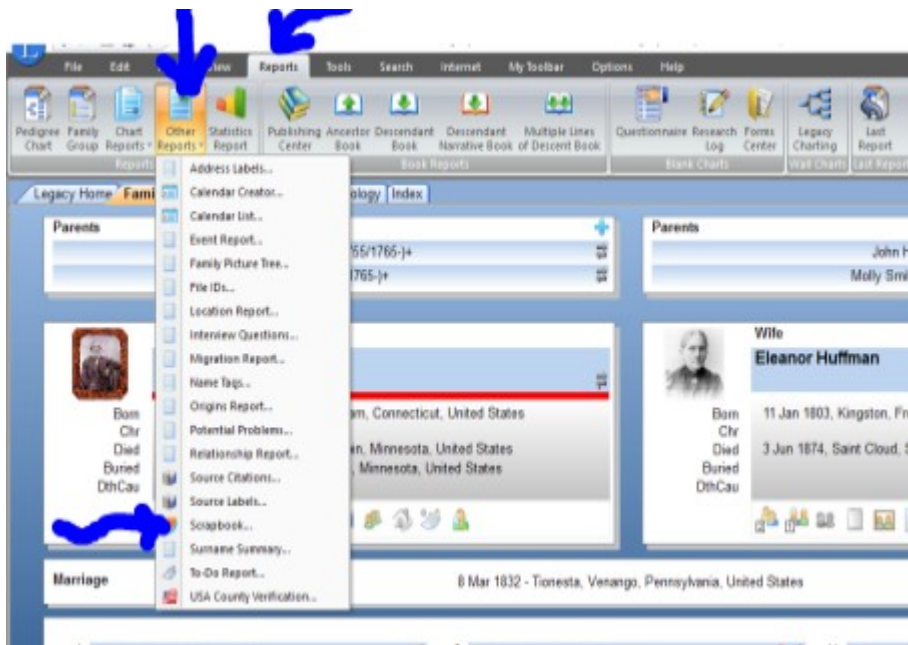 File Edit View Reports Tools Search Internet My Toolbar Options Help
Pedigree Chart Family Group Chart Reports Other Reports Statistics Report Publishing Center Ancestor Book Descendant Book Descendant Narrative Book Multiple Lines of Descent Book Questionnaire Research Log Forms Center Legacy Charting Last Report
Reports Book Reports Blank Charts Wall Charts Last Report
Legacy Home Fami ology Index
Address Labels...
Calendar Creator...
Calendar List...
Event Report...
Family Picture Tree...
File IDs...
Location Report...
Interview Questions...
Migration Report...
Name Tags...
Origins Report...
Potential Problems...
Relationship Report...
Source Citations...
Source Labels...
Scrapbook...
Surname Summary...
To-Do Report...
USA County Verification...
Parents
55/1765-)+
1765-)+
Born
Chr
Died
Buried
DthCau
am, Connecticut, United States
in, Minnesota, United States
, Minnesota, United States
Parents
John H
Molly Smi
Wife
Eleanor Huffman
Born 11 Jan 1803, Kingston, Fr
Chr
Died 3 Jun 1874, Saint Cloud, S
Buried
DthCau
Marriage 8 Mar 1832 - Tionesta, Venango, Pennsylvania, United States